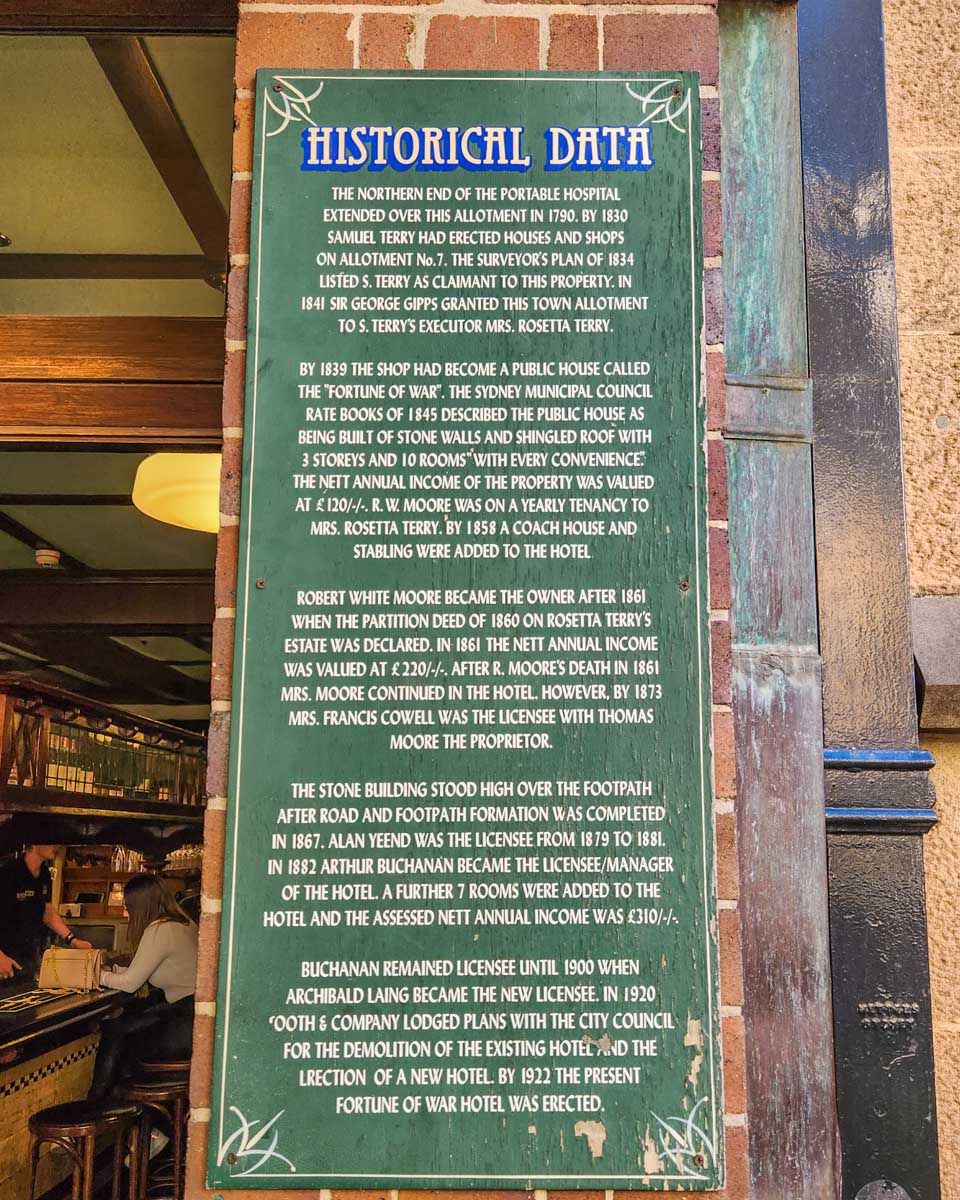 HISTORICAL DATA
THE NORTHERN END OF THE PORTABLE HOSPITAL
EXTENDED OVER THIS ALLOTMENT IN 1790. BY 1830
SAMUEL TERRY HAD ERECTED HOUSES AND SHOPS
ON ALLOTMENT No.7. THE SURVEYOR'S PLAN OF 1834
LISTED S. TERRY AS CLAIMANT TO THIS PROPERTY. IN
1841 SIR GEORGE GIPPS GRANTED THIS TOWN ALLOTMENT
TO S. TERRY'S EXECUTOR MRS. ROSETTA TERRY.
BY 1839 THE SHOP HAD BECOME A PUBLIC HOUSE CALLED
THE "FORTUNE OF WAR". THE SYDNEY MUNICIPAL COUNCIL
RATE BOOKS OF 1845 DESCRIBED THE PUBLIC HOUSE AS
BEING BUILT OF STONE WALLS AND SHINGLED ROOF WITH
3 STOREYS AND 10 ROOMS "WITH EVERY CONVENIENCE."
THE NETT ANNUAL INCOME OF THE PROPERTY WAS VALUED
AT £120/-/-. R. W. MOORE WAS ON A YEARLY TENANCY TO
MRS. ROSETTA TERRY. BY 1858 A COACH HOUSE AND
STABLING WERE ADDED TO THE HOTEL
ROBERT WHITE MOORE BECAME THE OWNER AFTER 1861
WHEN THE PARTITION DEED OF 1860 ON ROSETTA TERRY'S
ESTATE WAS DECLARED. IN 1861 THE NETT ANNUAL INCOME
WAS VALUED AT £220/-/-. AFTER R. MOORE'S DEATH IN 1861
MRS. MOORE CONTINUED IN THE HOTEL. HOWEVER, BY 1873
MRS. FRANCIS COWELL WAS THE LICENSEE WITH THOMAS
MOORE THE PROPRIETOR.
THE STONE BUILDING STOOD HIGH OVER THE FOOTPATH
AFTER ROAD AND FOOTPATH FORMATION WAS COMPLETED
IN 1867. ALAN YEEND WAS THE LICENSEE FROM 1879 TO 1881.
IN 1882 ARTHUR BUCHANAN BECAME THE LICENSEE/MANAGER
OF THE HOTEL. A FURTHER 7 ROOMS WERE ADDED TO THE
HOTEL AND THE ASSESSED NETT ANNUAL INCOME WAS £310/-/-.
BUCHANAN REMAINED LICENSEE UNTIL 1900 WHEN
ARCHIBALD LAING BECAME THE NEW LICENSEE. IN 1920
TOOTH & COMPANY LODGED PLANS WITH THE CITY COUNCIL
FOR THE DEMOLITION OF THE EXISTING HOTEL AND THE
LRECTION OF A NEW HOTEL. BY 1922 THE PRESENT
FORTUNE OF WAR HOTEL WAS ERECTED.